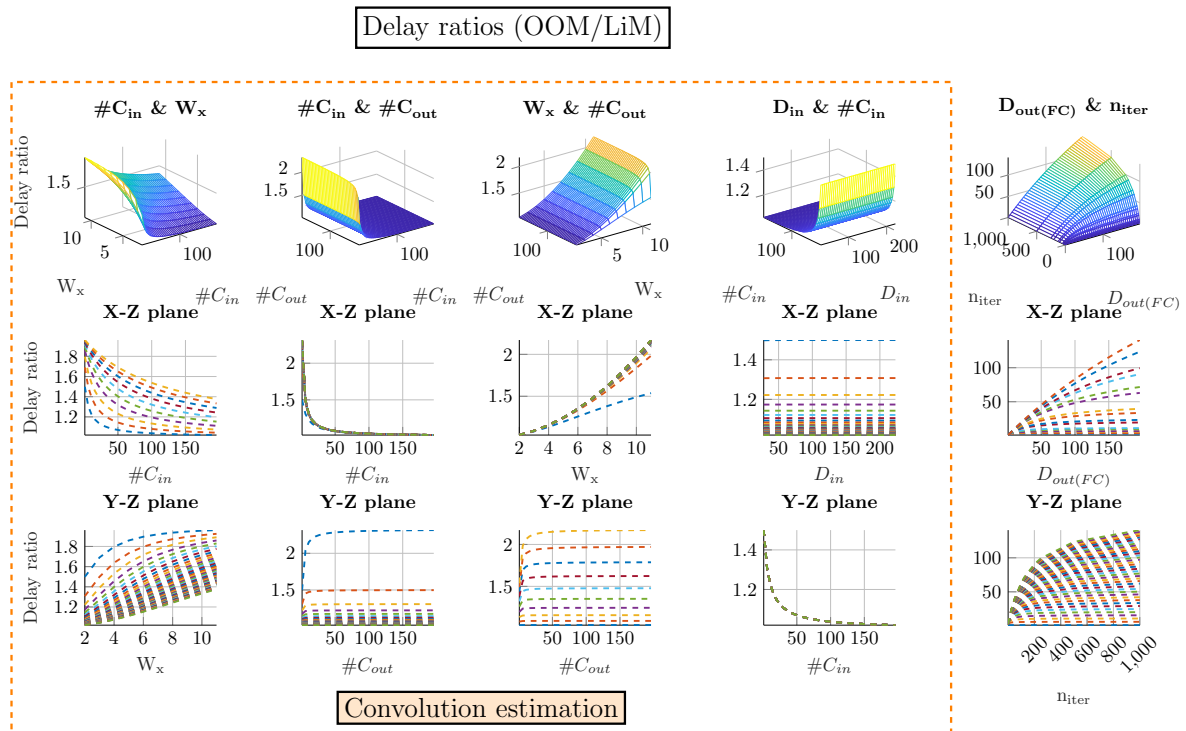 Delay ratios (OOM/LiM)
#C_in & W_x
#C_in & #C_out
W_x & #C_out
D_in & #C_in
D_out(FC) & n_iter
Delay ratio
1.5
10
5
100
W_x
#C_in
2
1.5
100
100
#C_out
#C_in
2
1.5
100
5
10
#C_out
W_x
1.4
1.2
100
100
200
#C_in
D_in
100
50
1,000
500
0
100
n_iter
D_out(FC)
X-Z plane
X-Z plane
X-Z plane
X-Z plane
X-Z plane
Delay ratio
1.8
1.6
1.4
1.2
50 100 150
#C_in
2
1.5
50 100 150
#C_in
2
1.5
2 4 6 8 10
W_x
1.4
1.2
50 100 150 200
D_in
100
50
50 100 150
D_out(FC)
Y-Z plane
Y-Z plane
Y-Z plane
Y-Z plane
Y-Z plane
Delay ratio
1.8
1.6
1.4
1.2
2 4 6 8 10
W_x
2
1.5
50 100 150
#C_out
2
1.5
50 100 150
#C_out
1.4
1.2
50 100 150
#C_in
100
50
200 400 600 800 1,000
n_iter
Convolution estimation